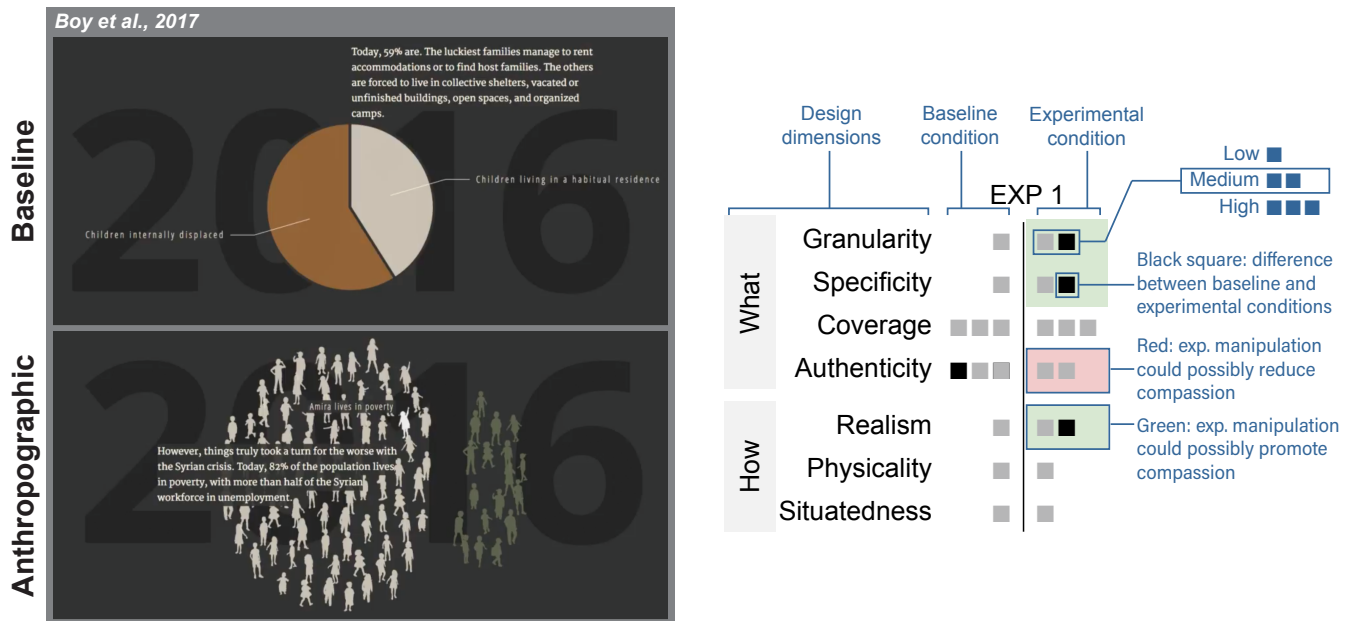 Boy et al., 2017
Baseline
2016
Today, 59% are. The luckiest families manage to rent
accommodations or to find host families. The others
are forced to live in collective shelters, vacated or
unfinished buildings, open spaces, and organized
camps.
Children living in a habitual residence
Children internally displaced
Anthropographic
2016
Amira lives in poverty
However, things truly took a turn for the worse with
the Syrian crisis. Today, 82% of the population lives
in poverty, with more than half of the Syrian
workforce in unemployment.
Design
dimensions
Baseline
condition
Experimental
condition
Low
Medium
High
EXP 1
What
Granularity
Specificity
Coverage
Authenticity
How
Realism
Physicality
Situatedness
Black square: difference
between baseline and
experimental conditions
Red: exp. manipulation
could possibly reduce
compassion
Green: exp. manipulation
could possibly promote
compassion